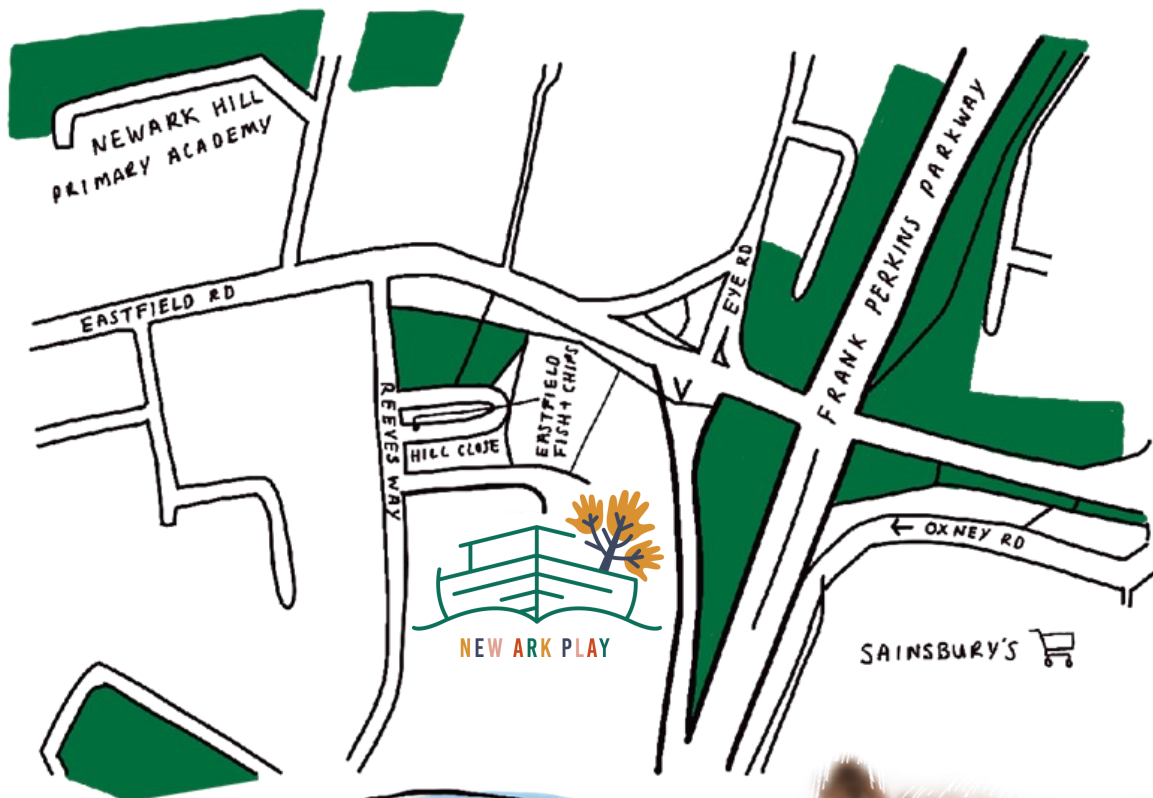 NEWARK HILL
PRIMARY ACADEMY
EASTFIELD RD
EYE RD
FRANK PERKINS PARKWAY
REEVES WAY
EASTFIELD
FISH + CHIPS
HILL CLOSE
← OXNEY RD
NEW ARK PLAY
SAINSBURY'S